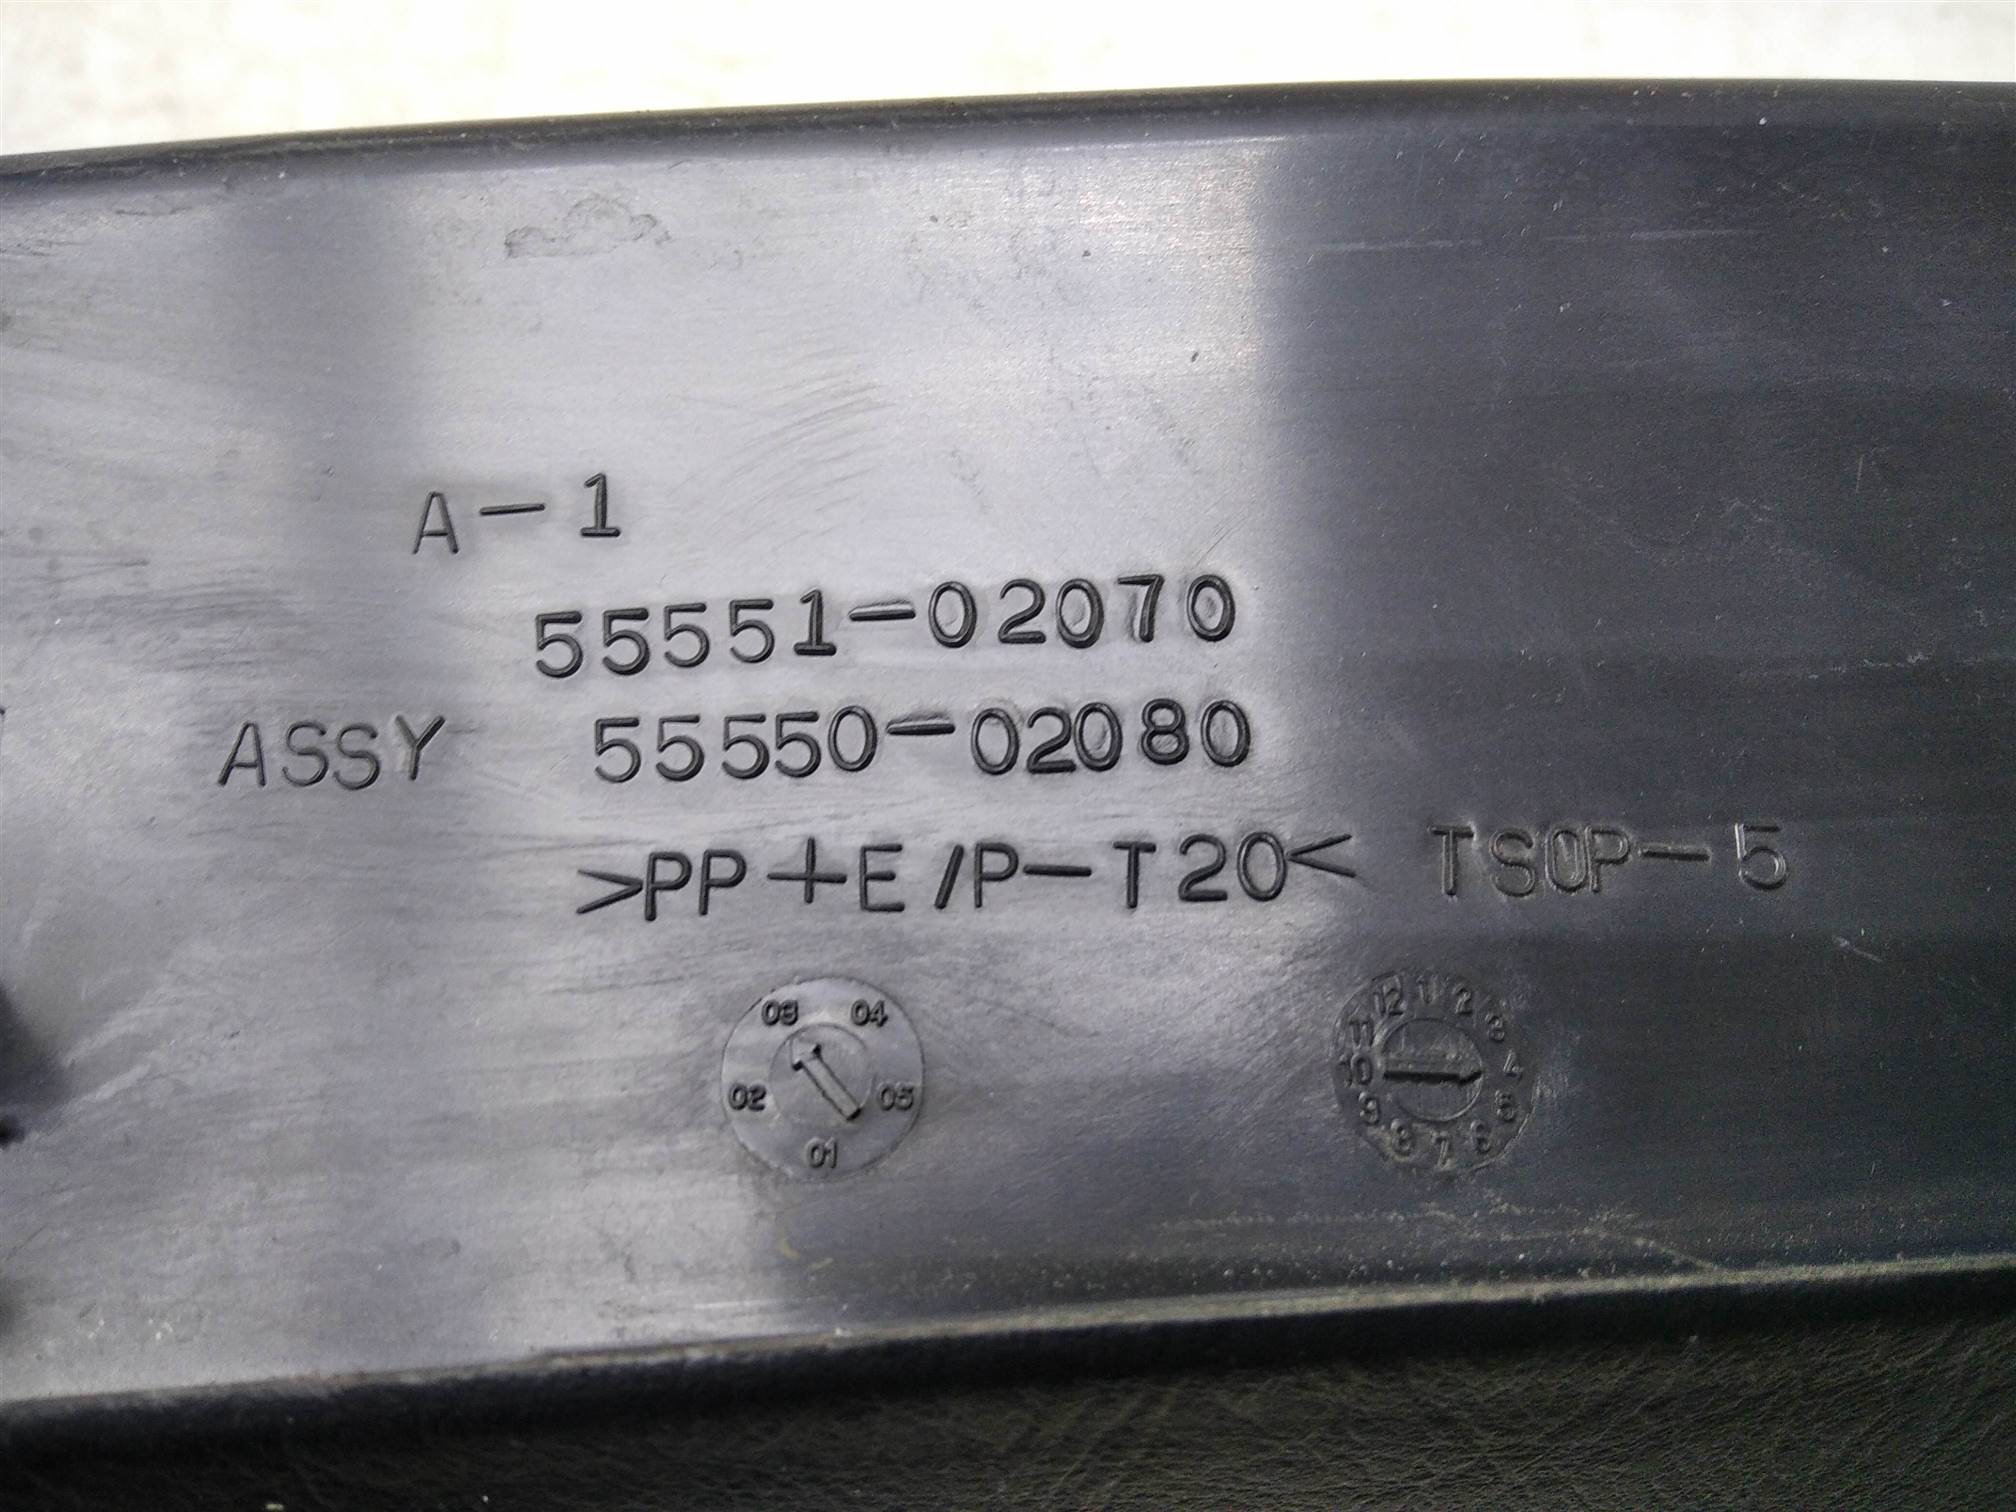 A-1
55551-02070
ASSY 55550-02080
>PP+E/P-T20< TSOP-5
03 04
02 05
01
12 1 2 3 4 5 6 7 8 9 10 11